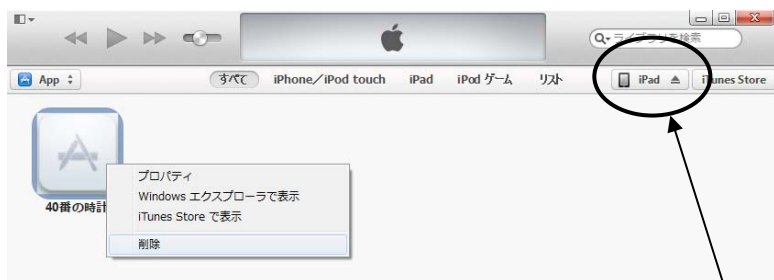 ライブラリを検索
App
すべて
iPhone／iPod touch
iPad
iPod ゲーム
リスト
iPad
iTunes Store
40番の時計
プロパティ
Windows エクスプローラで表示
iTunes Store で表示
削除